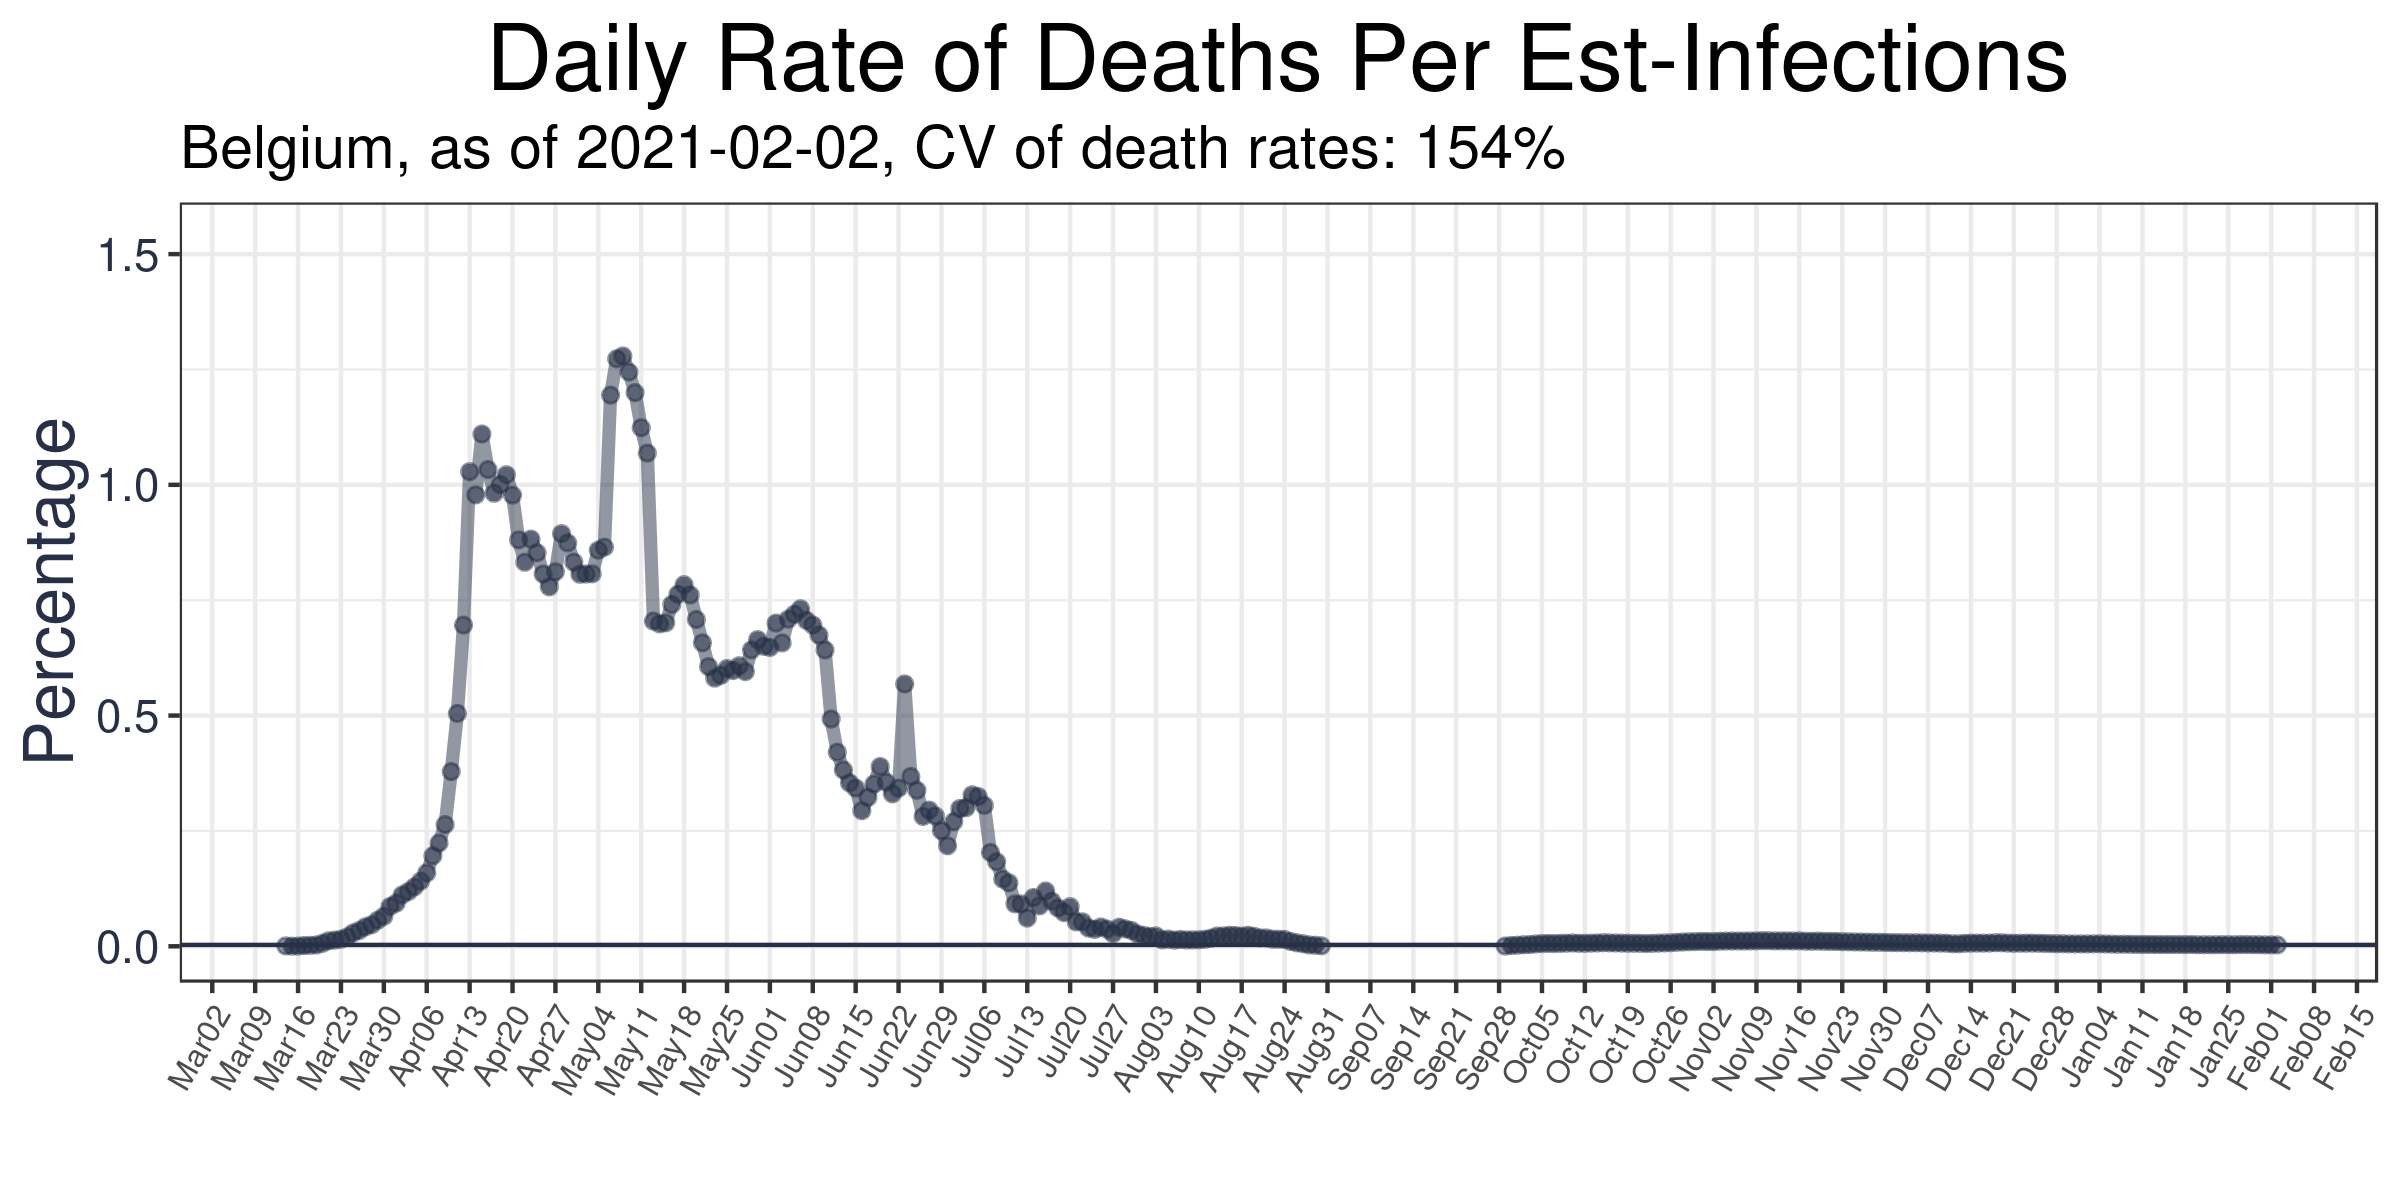 Daily Rate of Deaths Per Est-Infections
Belgium, as of 2021-02-02, CV of death rates: 154%
Percentage
1.5
1.0
0.5
0.0
Mar02 Mar09 Mar16 Mar23 Mar30 Apr06 Apr13 Apr20 Apr27 May04 May11 May18 May25 Jun01 Jun08 Jun15 Jun22 Jun29 Jul06 Jul13 Jul20 Jul27 Aug03 Aug10 Aug17 Aug24 Aug31 Sep07 Sep14 Sep21 Sep28 Oct05 Oct12 Oct19 Oct26 Nov02 Nov09 Nov16 Nov23 Nov30 Dec07 Dec14 Dec21 Dec28 Dec04 Jan11 Jan18 Jan25 Feb01 Feb08 Feb15